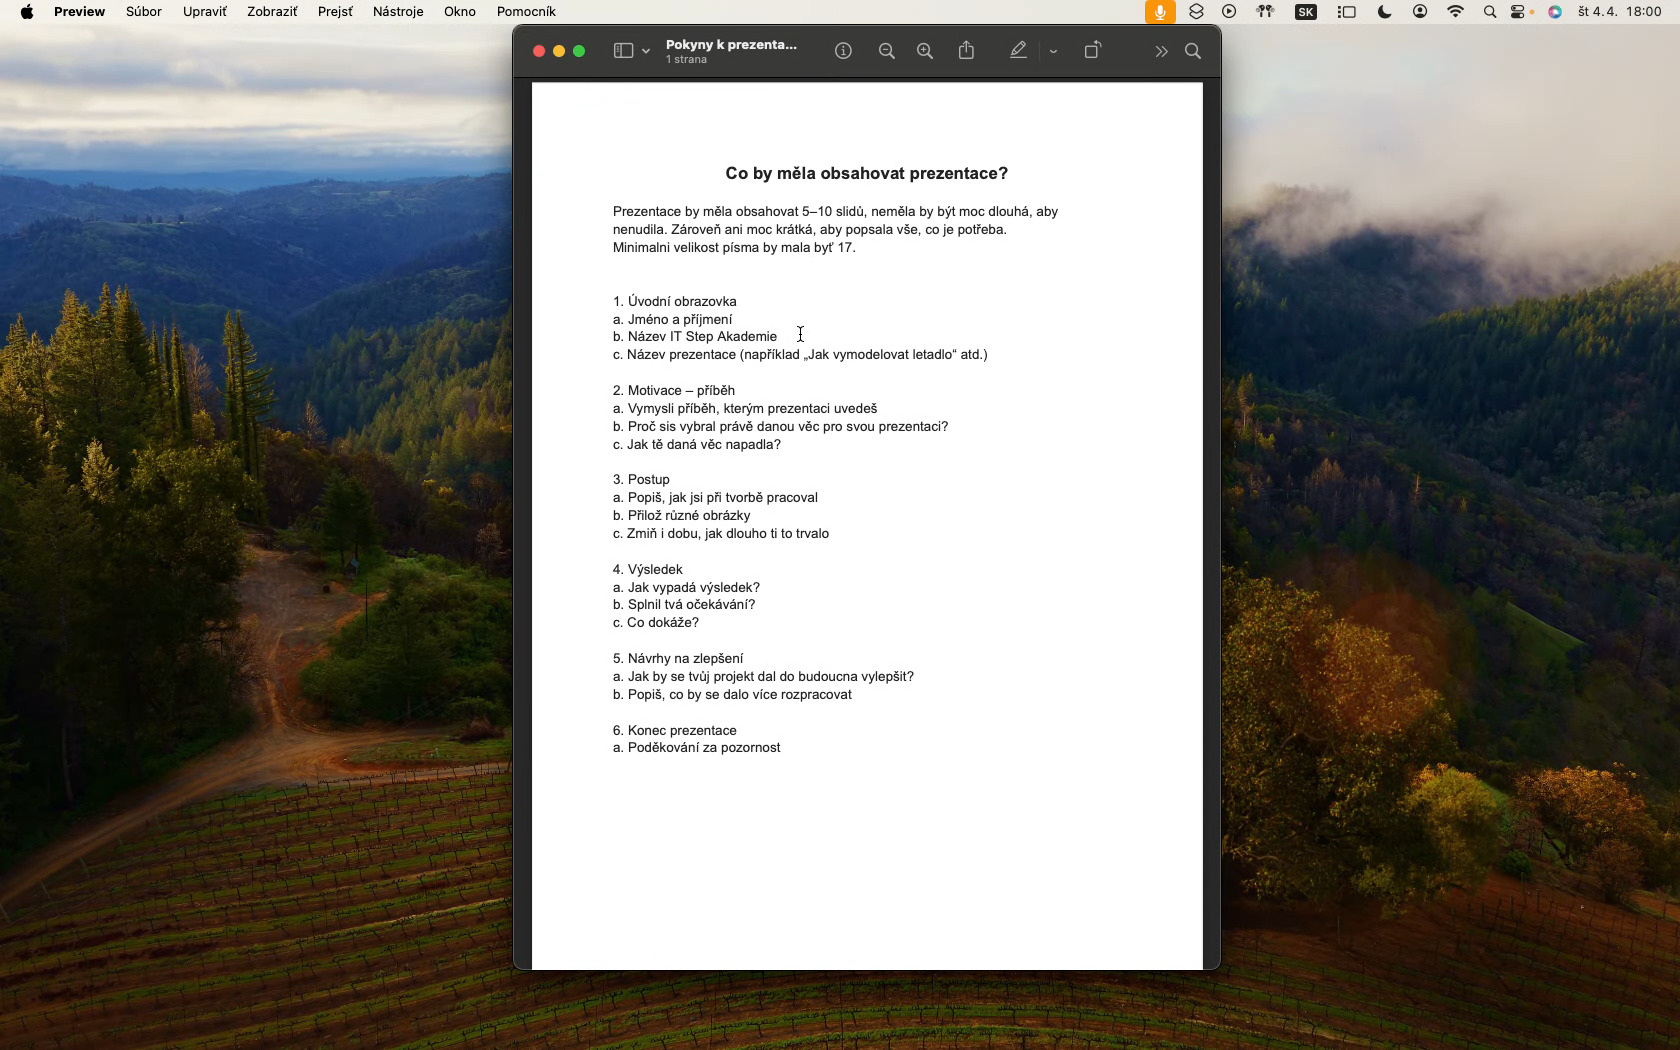 Preview Súbor Upraviť Zobraziť Prejsť Nástroje Okno Pomocník SK št 4. 4. 18:00
Pokyny k prezenta...
1 strana
Co by měla obsahovat prezentace?
Prezentace by měla obsahovat 5–10 slidů, neměla by být moc dlouhá, aby
nenudila. Zároveň ani moc krátká, aby popsala vše, co je potřeba.
Minimalni velikost písma by mala byť 17.
1. Úvodní obrazovka
a. Jméno a příjmení
b. Název IT Step Akademie
c. Název prezentace (například „Jak vymodelovat letadlo“ atd.)
2. Motivace – příběh
a. Vymysli příběh, kterým prezentaci uvedeš
b. Proč sis vybral právě danou věc pro svou prezentaci?
c. Jak tě daná věc napadla?
3. Postup
a. Popiš, jak jsi při tvorbě pracoval
b. Přilož různé obrázky
c. Zmiň i dobu, jak dlouho ti to trvalo
4. Výsledek
a. Jak vypadá výsledek?
b. Splnil tvá očekávání?
c. Co dokáže?
5. Návrhy na zlepšení
a. Jak by se tvůj projekt dal do budoucna vylepšit?
b. Popiš, co by se dalo více rozpracovat
6. Konec prezentace
a. Poděkování za pozornost